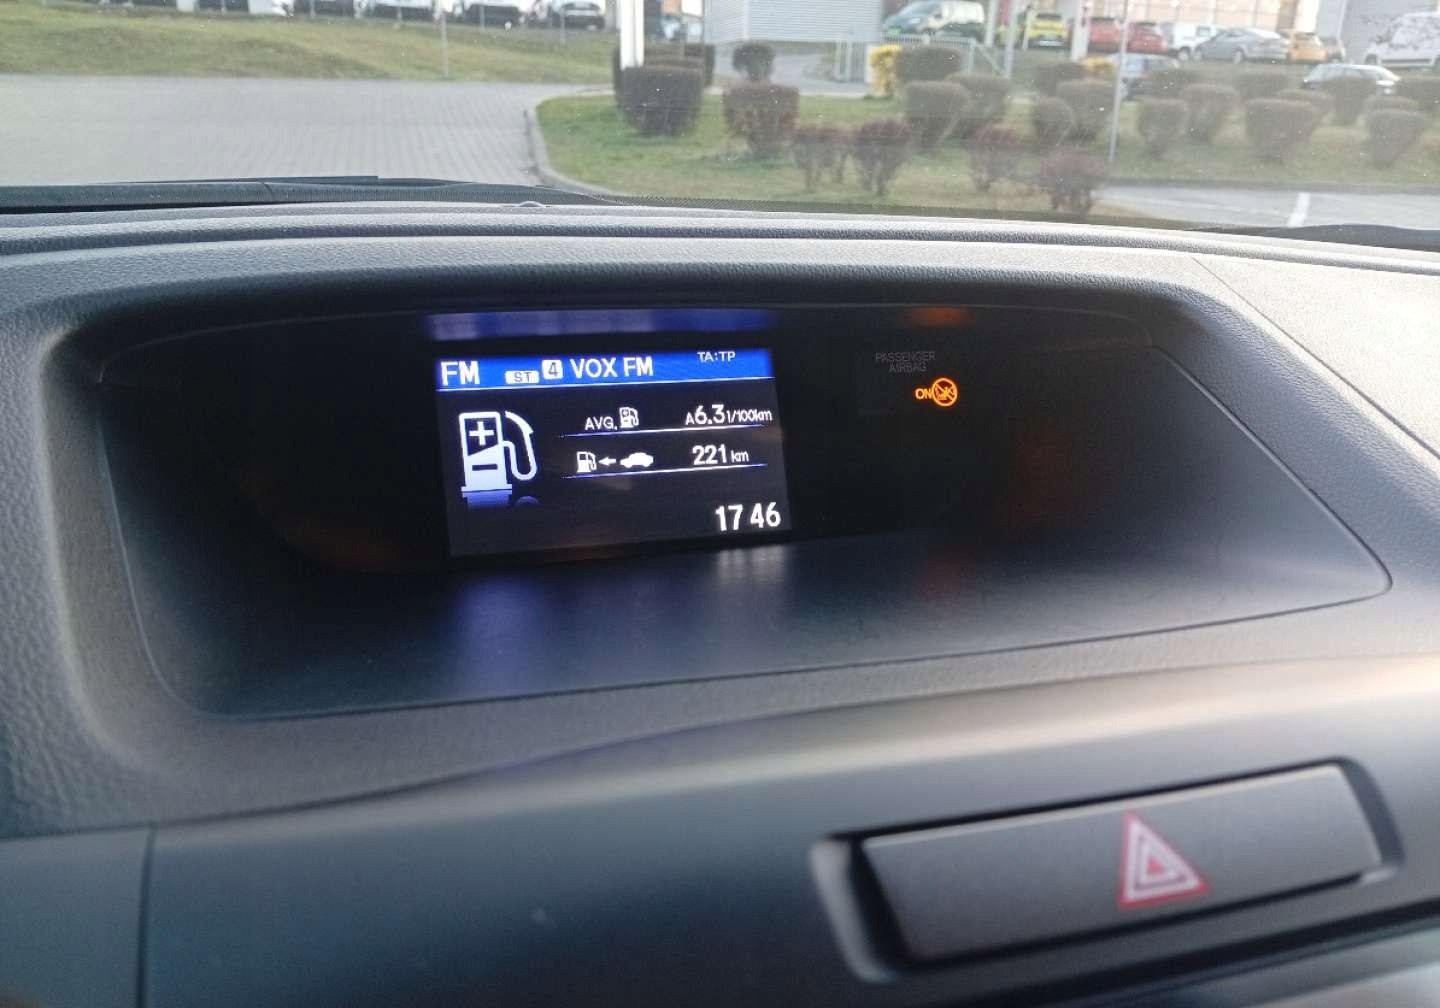 FM ST 4 VOX FM TA:TP
AVG. A6.3 l/100km
221 km
17 46
PASSENGER
AIRBAG
ON